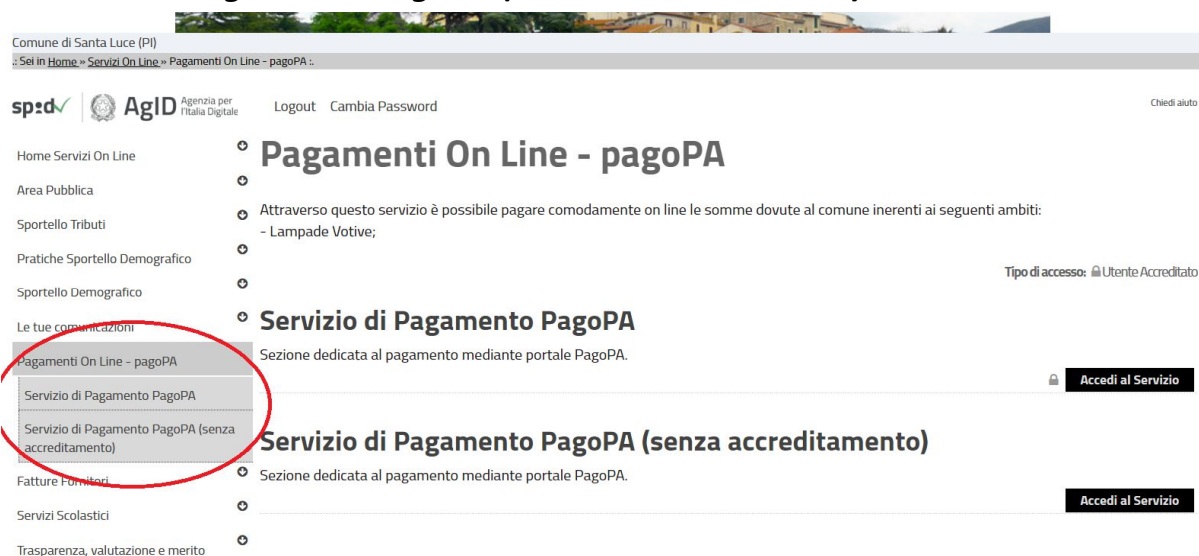 Comune di Santa Luce (PI)
.: Sei in Home » Servizi On Line » Pagamenti On Line - pagoPA :.
spid AgID Agenzia per l'Italia Digitale
Logout Cambia Password
Chiedi aiuto
Home Servizi On Line
Area Pubblica
Sportello Tributi
Pratiche Sportello Demografico
Sportello Demografico
Le tue comunicazioni
Pagamenti On Line - pagoPA
Servizio di Pagamento PagoPA
Servizio di Pagamento PagoPA (senza
accreditamento)
Fatture Fornitori
Servizi Scolastici
Trasparenza, valutazione e merito
Pagamenti On Line - pagoPA
Attraverso questo servizio è possibile pagare comodamente on line le somme dovute al comune inerenti ai seguenti ambiti:
- Lampade Votive;
Tipo di accesso: Utente Accreditato
Servizio di Pagamento PagoPA
Sezione dedicata al pagamento mediante portale PagoPA.
Accedi al Servizio
Servizio di Pagamento PagoPA (senza accreditamento)
Sezione dedicata al pagamento mediante portale PagoPA.
Accedi al Servizio